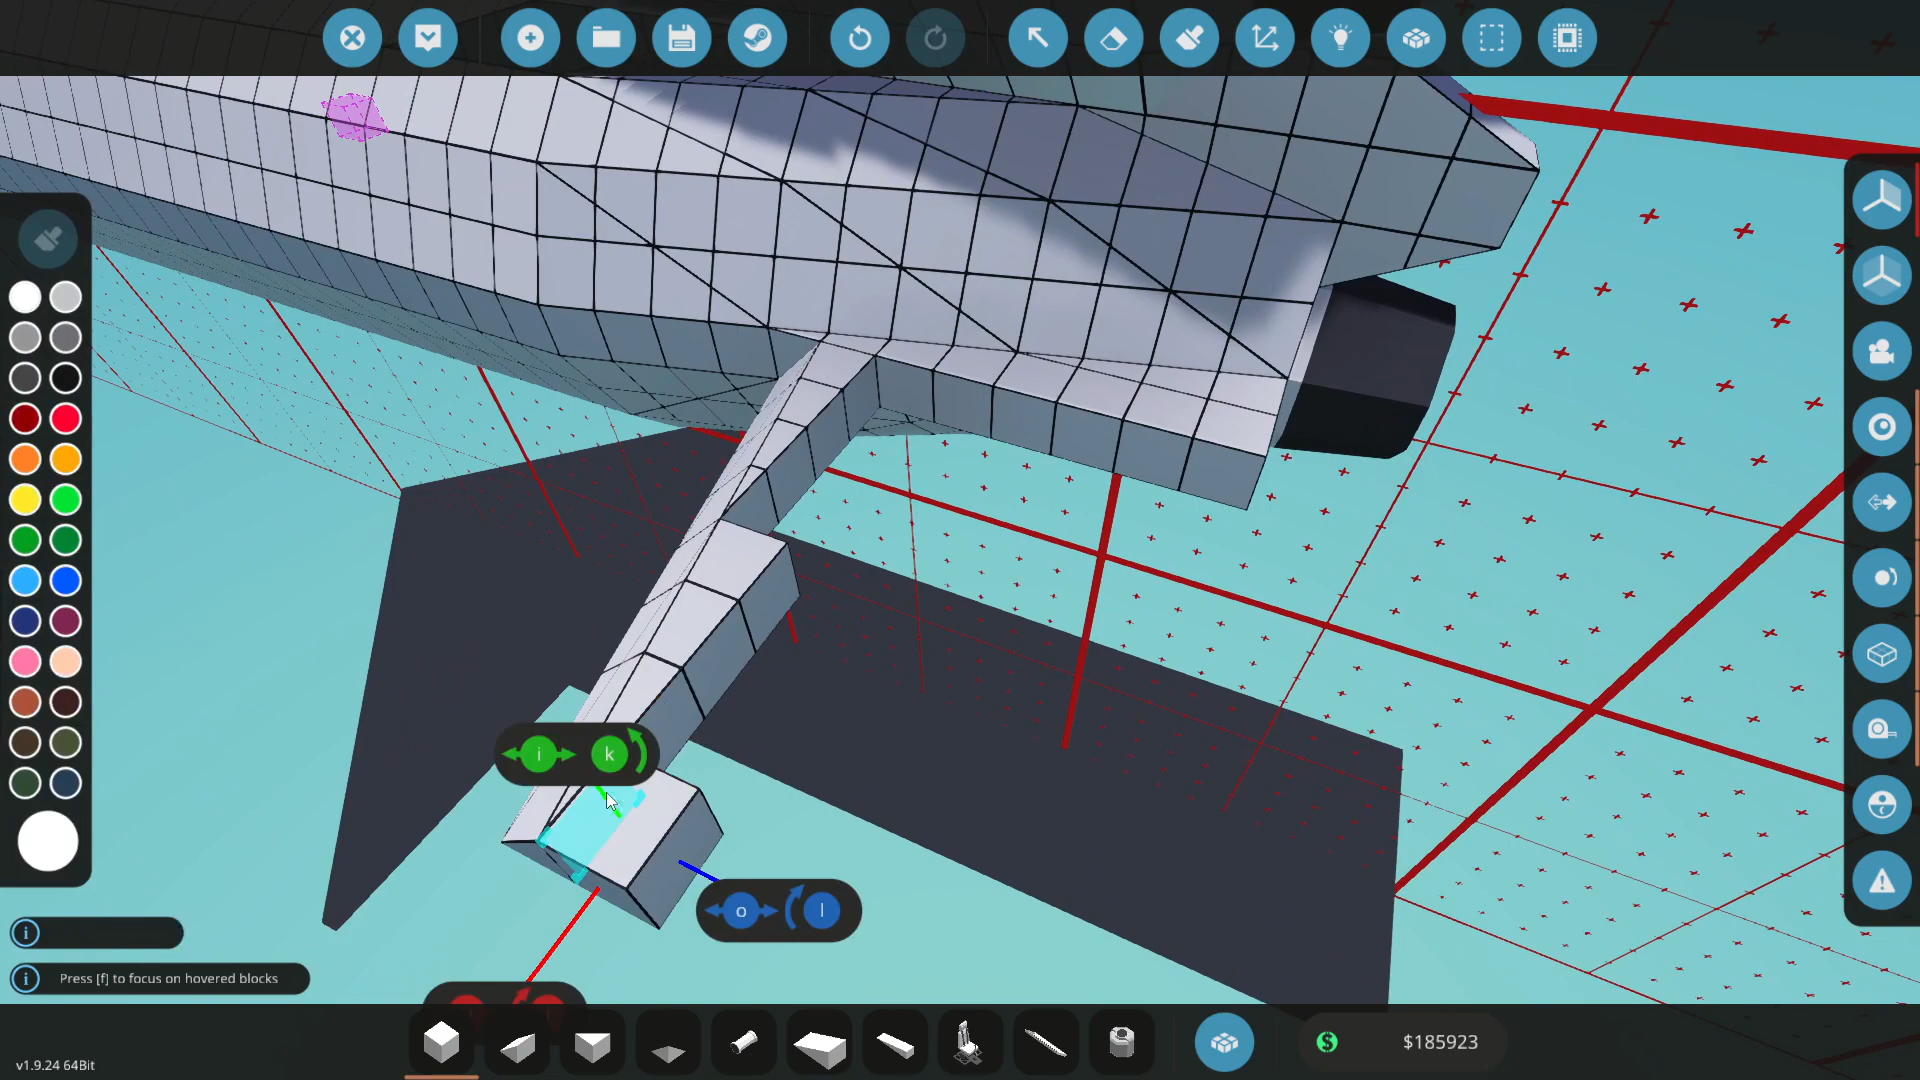 i k
o l
Press [f] to focus on hovered blocks
v1.9.24 64Bit
$ $185923